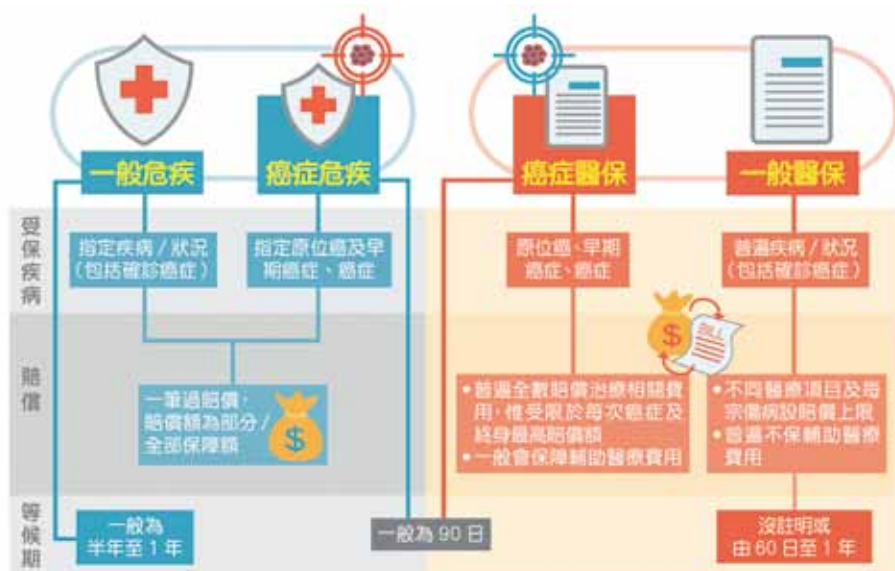 一般危疾
癌症危疾
癌症醫保
一般醫保
受保疾病
指定疾病/狀況
(包括確診癌症)
指定原位癌及早
期癌症、癌症
原位癌、早期
癌症、癌症
普遍疾病/狀況
(包括確診癌症)
賠償
一筆過賠償，
賠償額為部分/
全部保障額
$
$
BILL
•普遍全數賠償治療相關費
用，惟受限於每次癌症及
終身最高賠償額
•一般會保障輔助醫療費用
•不同醫療項目及每
宗傷病設賠償上限
•普遍不保輔助醫療
費用
等候期
一般為
半年至1年
一般為90日
沒註明或
由60日至1年